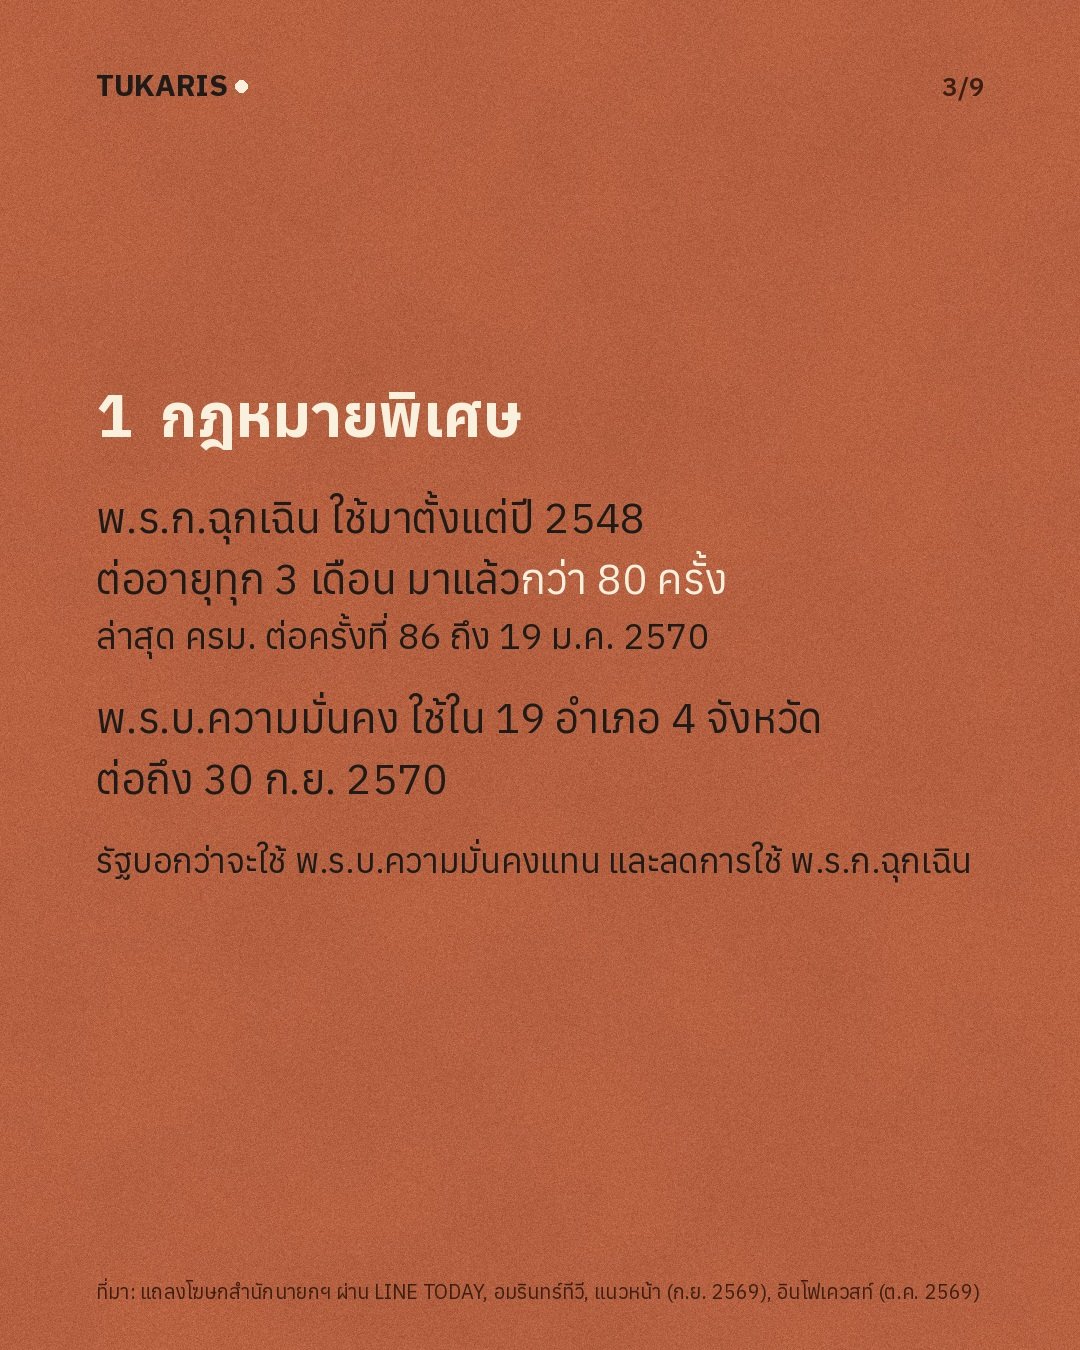 TUKARIS
3/9
1 กฎหมายพิเศษ
พ.ร.ก.ฉุกเฉิน ใช้มาตั้งแต่ปี 2548
ต่ออายุทุก 3 เดือน มาแล้วกว่า 80 ครั้ง
ล่าสุด ครม. ต่อครั้งที่ 86 ถึง 19 ม.ค. 2570
พ.ร.บ.ความมั่นคง ใช้ใน 19 อำเภอ 4 จังหวัด
ต่อถึง 30 ก.ย. 2570
รัฐบอกว่าจะใช้ พ.ร.บ.ความมั่นคงแทน และลดการใช้ พ.ร.ก.ฉุกเฉิน
ที่มา: แถลงโฆษกสำนักนายกฯ ผ่าน LINE TODAY, อมรินทร์ทีวี, แนวหน้า (ก.ย. 2569), อินโฟเควสท์ (ต.ค. 2569)